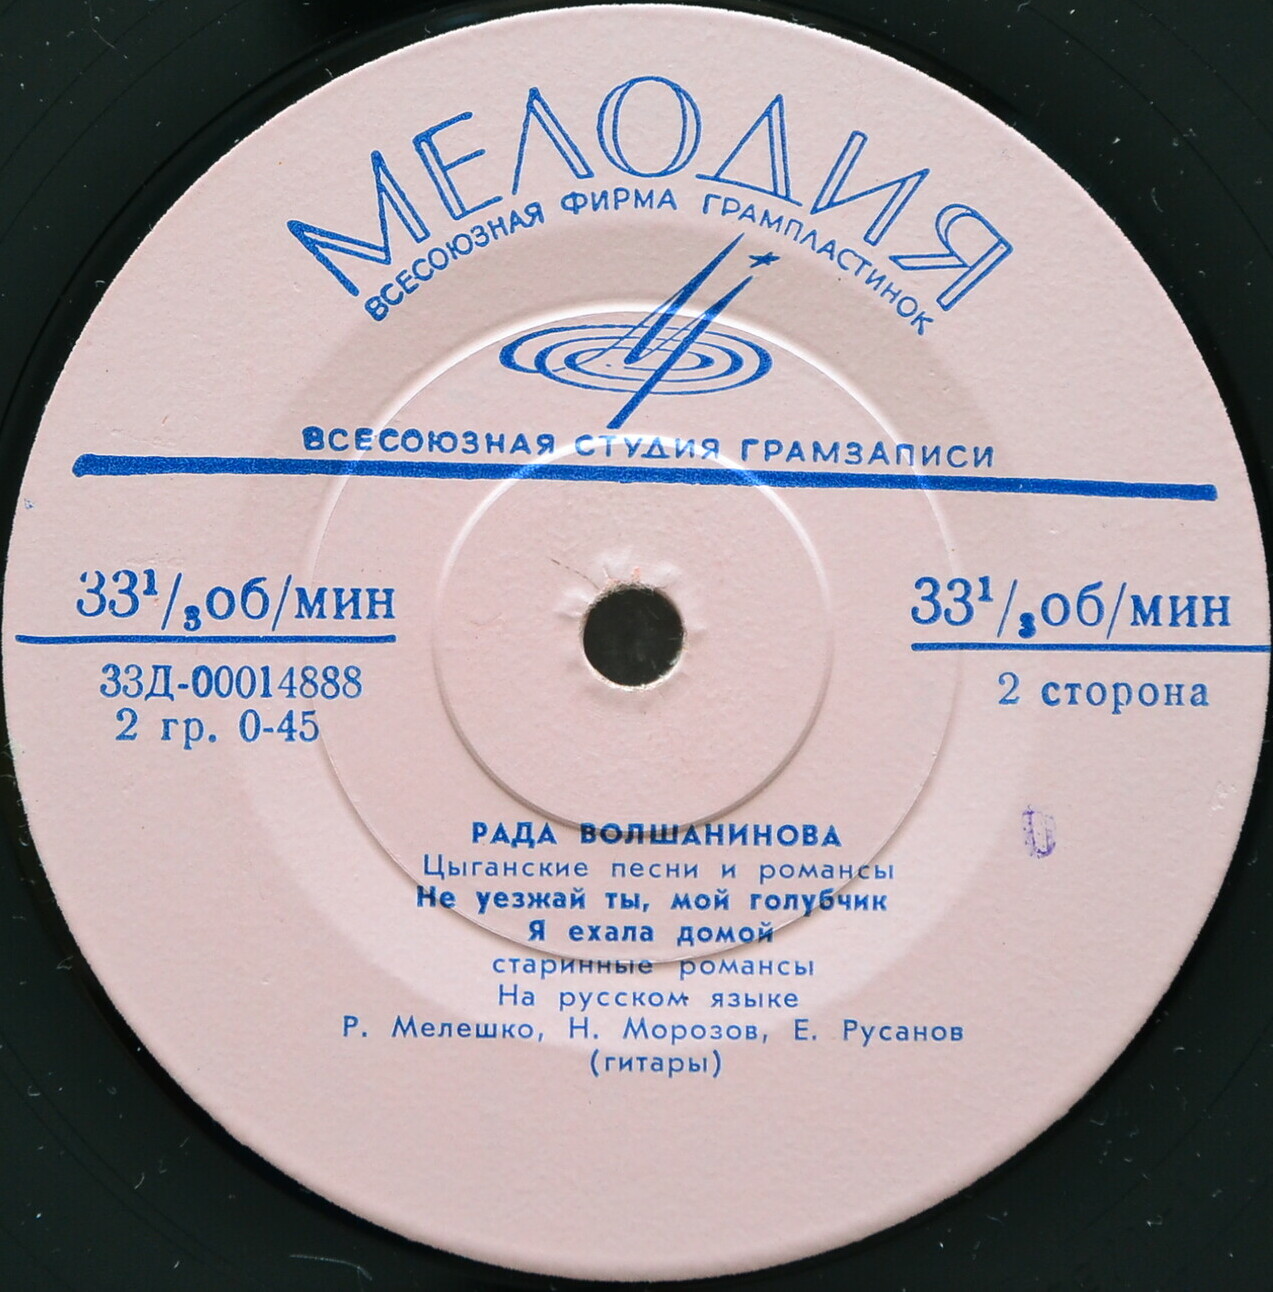 МЕЛОДИЯ
ВСЕСОЮЗНАЯ ФИРМА ГРАМПЛАСТИНОК
ВСЕСОЮЗНАЯ СТУДИЯ ГРАМЗАПИСИ
33¹/₃об/мин
33¹/₃об/мин
33Д-00014888
2 гр. 0-45
2 сторона
РАДА ВОЛШАНИНОВА
Цыганские песни и романсы
Не уезжай ты, мой голубчик
Я ехала домой
старинные романсы
На русском языке
Р. Мелешко, Н. Морозов, Е. Русанов
(гитары)